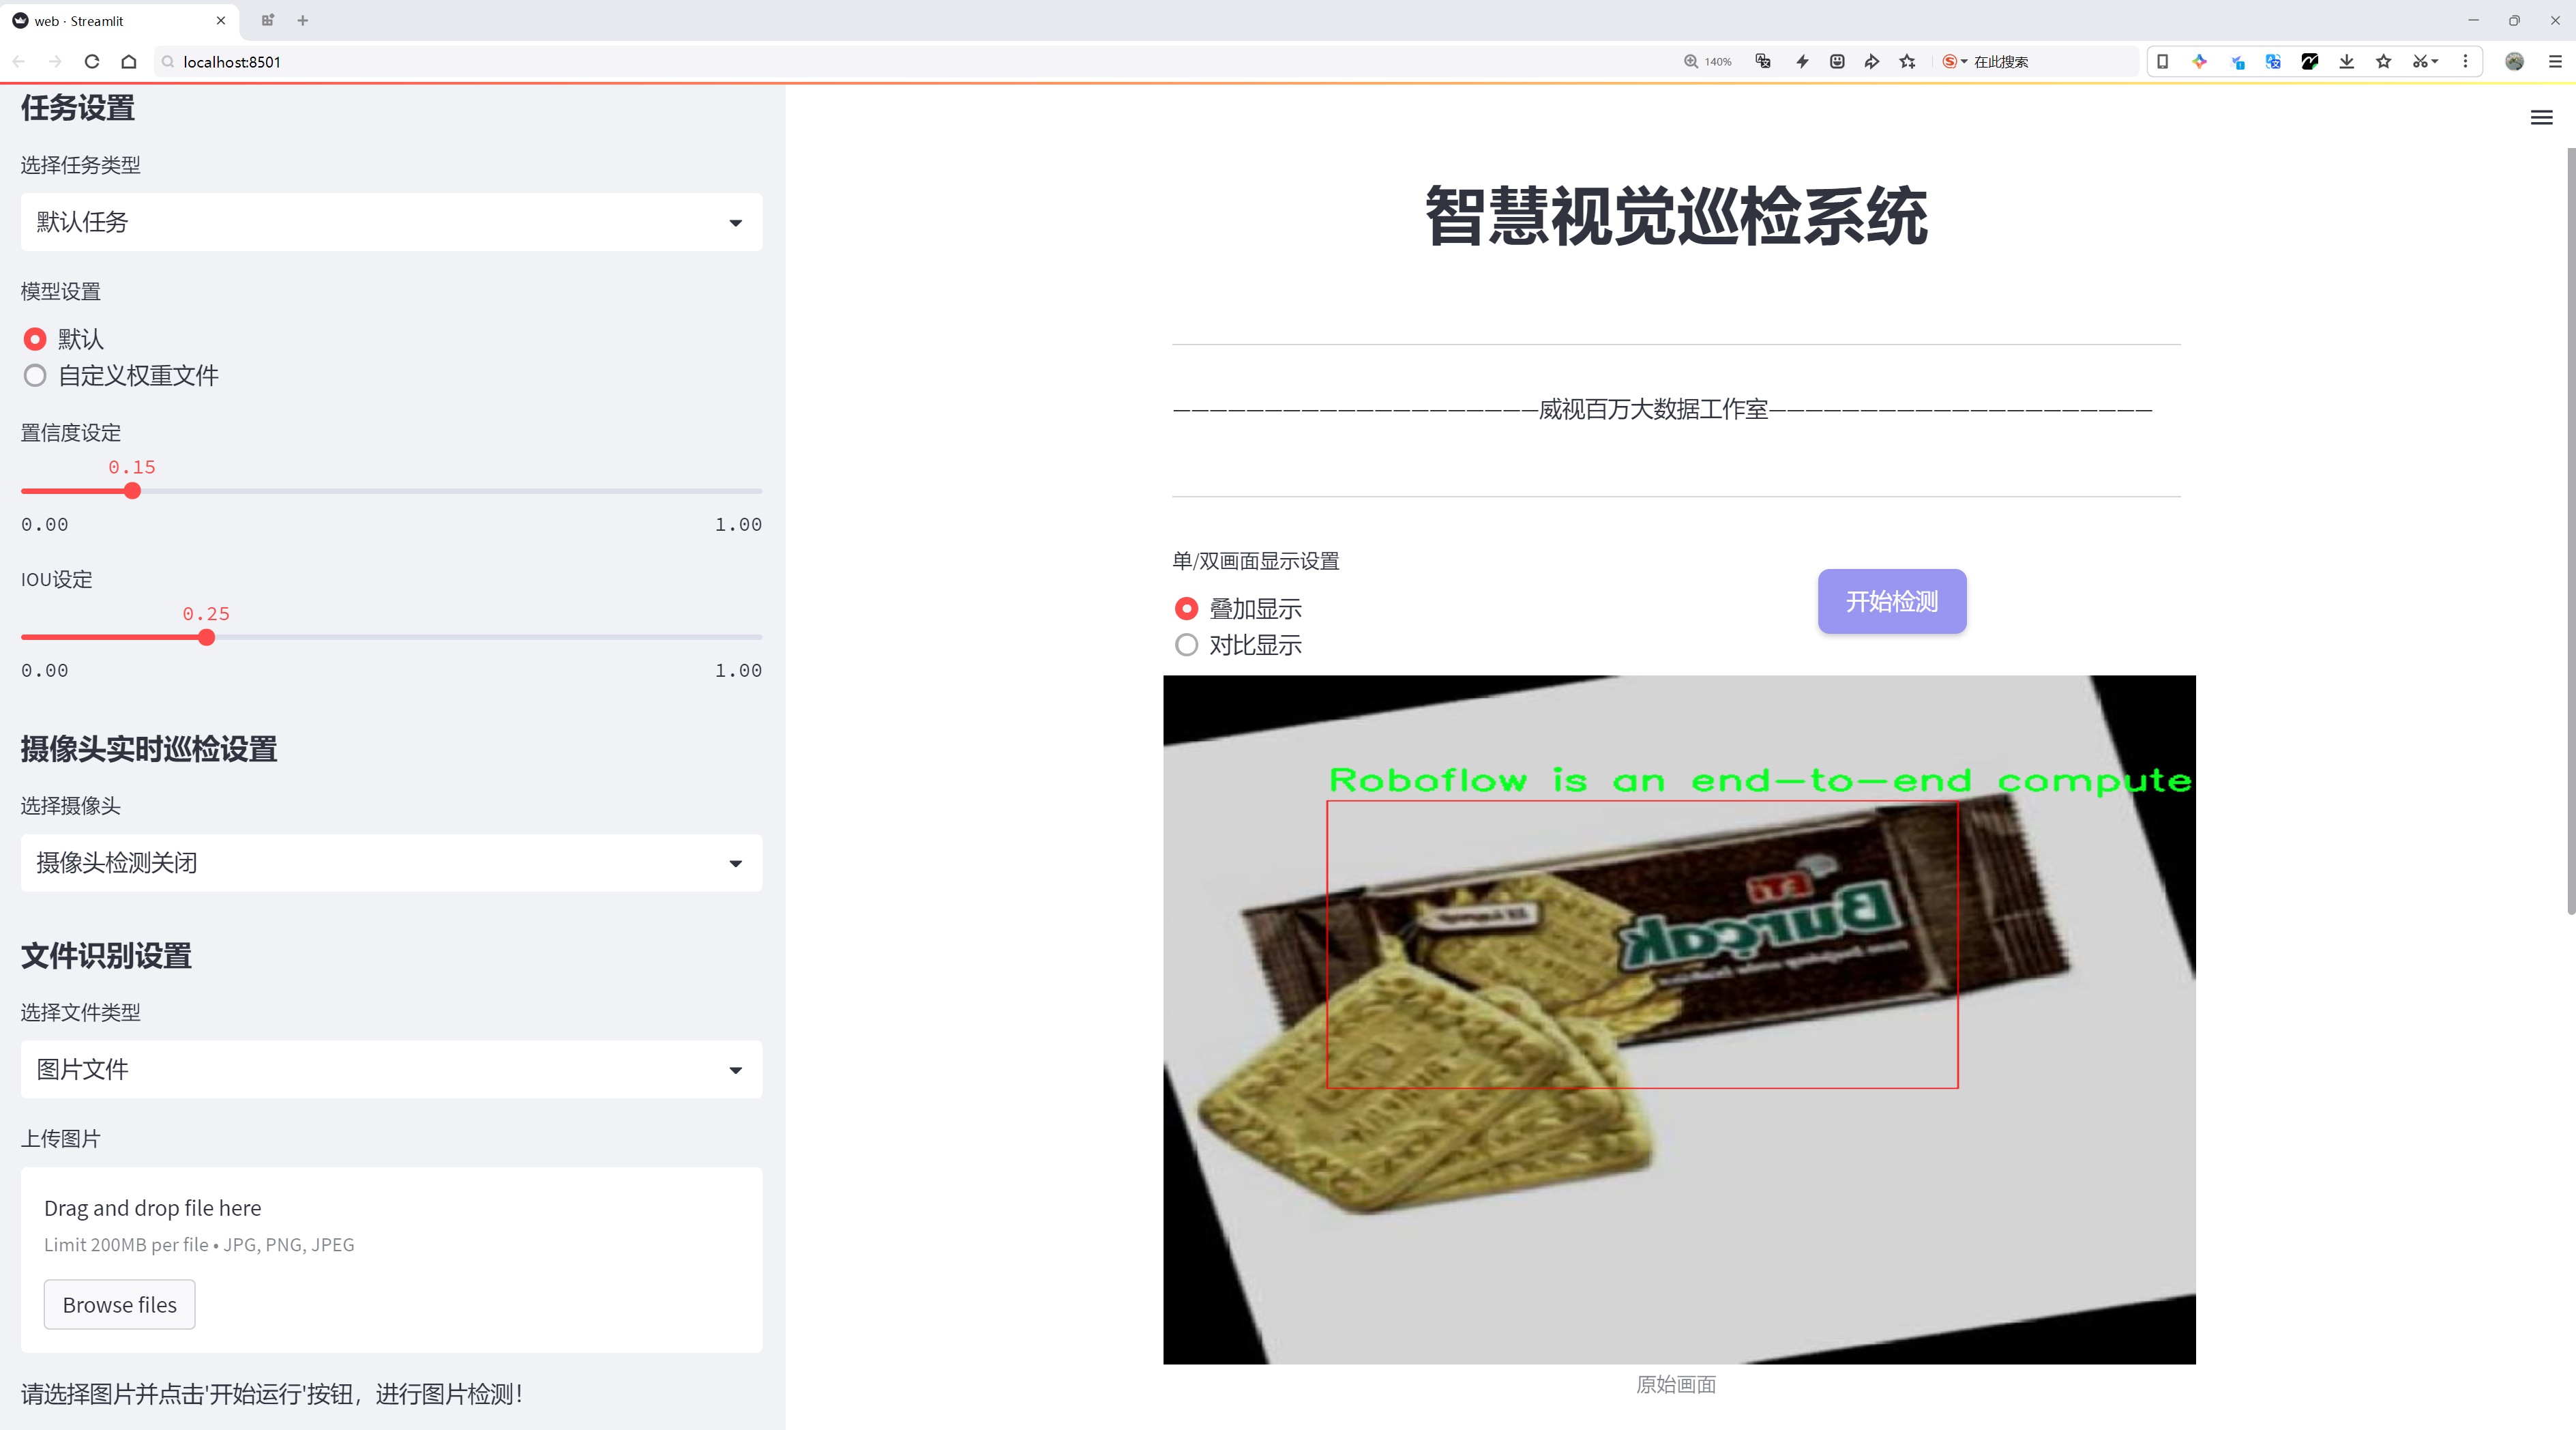 web · Streamlit
localhost:8501
140%
在此搜索
任务设置
选择任务类型
默认任务
模型设置
默认
自定义权重文件
置信度设定
0.15
0.00
1.00
IOU设定
0.25
0.00
1.00
摄像头实时巡检设置
选择摄像头
摄像头检测关闭
文件识别设置
选择文件类型
图片文件
上传图片
Drag and drop file here
Limit 200MB per file • JPG, PNG, JPEG
Browse files
请选择图片并点击'开始运行'按钮，进行图片检测！
智慧视觉巡检系统
—————————————————————威视百万大数据工作室—————————————————————
单/双画面显示设置
叠加显示
对比显示
开始检测
Roboflow is an end-to-end compute
ETi
Burçak
原始画面